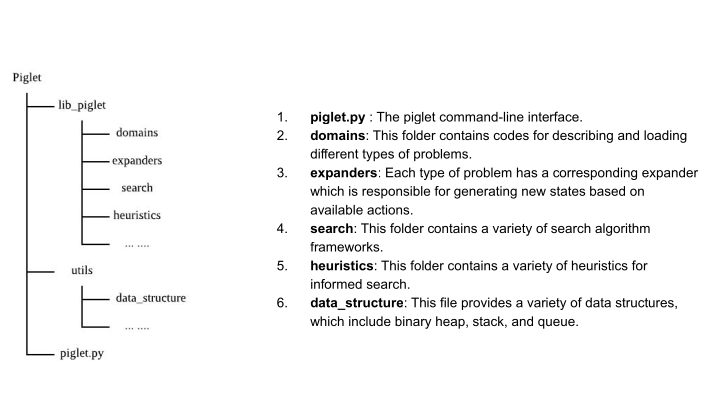 Piglet
lib_piglet
domains
expanders
search
heuristics
... ....
utils
data_structure
... ....
piglet.py
1. piglet.py : The piglet command-line interface.
2. domains: This folder contains codes for describing and loading
different types of problems.
3. expanders: Each type of problem has a corresponding expander
which is responsible for generating new states based on
available actions.
4. search: This folder contains a variety of search algorithm
frameworks.
5. heuristics: This folder contains a variety of heuristics for
informed search.
6. data_structure: This file provides a variety of data structures,
which include binary heap, stack, and queue.